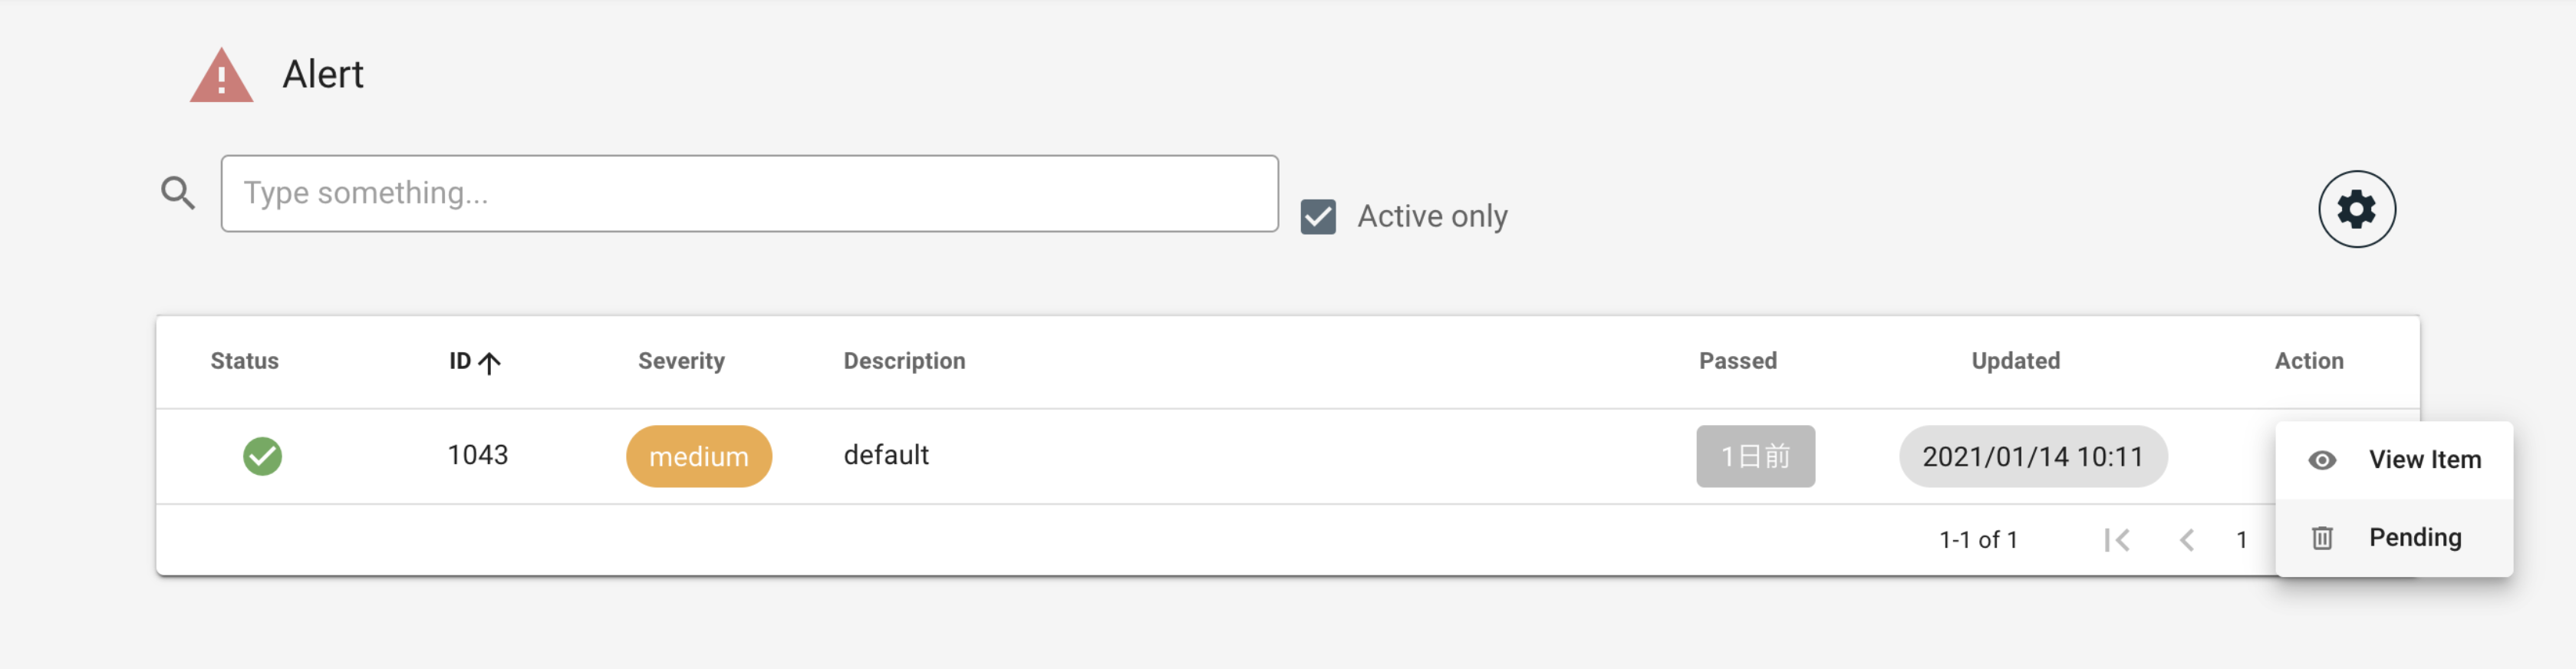 Alert
Type something...
Active only
Status ID Severity Description Passed Updated Action
1043 medium default 1日前 2021/01/14 10:11
View Item
1-1 of 1 1
Pending